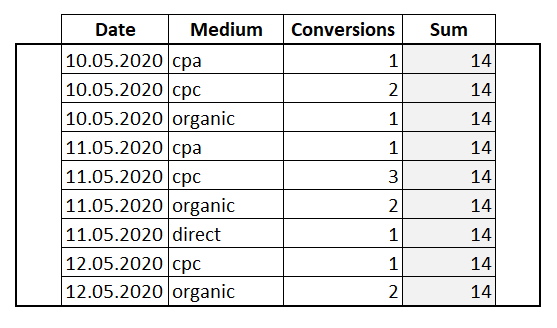 Date Medium Conversions Sum
10.05.2020 cpa 1 14
10.05.2020 cpc 2 14
10.05.2020 organic 1 14
11.05.2020 cpa 1 14
11.05.2020 cpc 3 14
11.05.2020 organic 2 14
11.05.2020 direct 1 14
12.05.2020 cpc 1 14
12.05.2020 organic 2 14